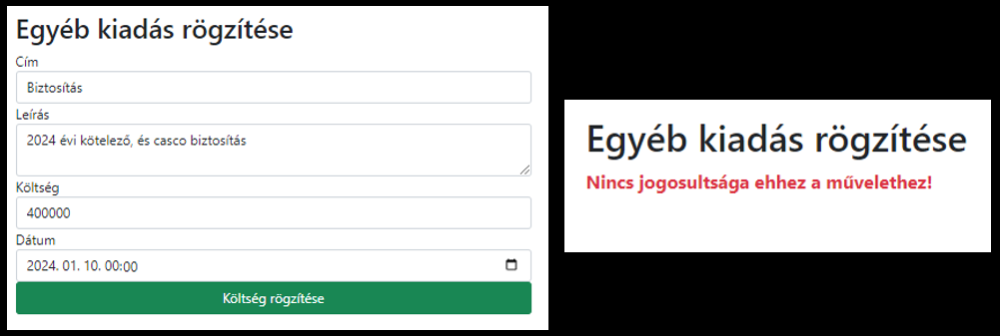 Egyéb kiadás rögzítése
Cím
Biztosítás
Leírás
2024 évi kötelező, és casco biztosítás
Költség
400000
Dátum
2024. 01. 10. 00:00
Költség rögzítése
Egyéb kiadás rögzítése
Nincs jogosultsága ehhez a művelethez!